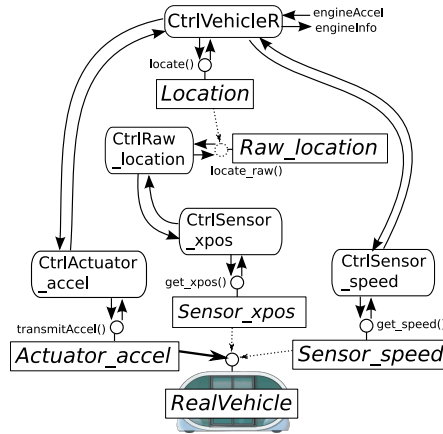 CtrlVehicleR
engineAccel
engineInfo
locate()
Location
CtrlRaw
_location
Raw_location
locate_raw()
CtrlSensor
_xpos
CtrlActuator
_accel
CtrlSensor
_speed
get_xpos()
Sensor_xpos
transmitAccel()
get_speed()
Actuator_accel
Sensor_speed
RealVehicle